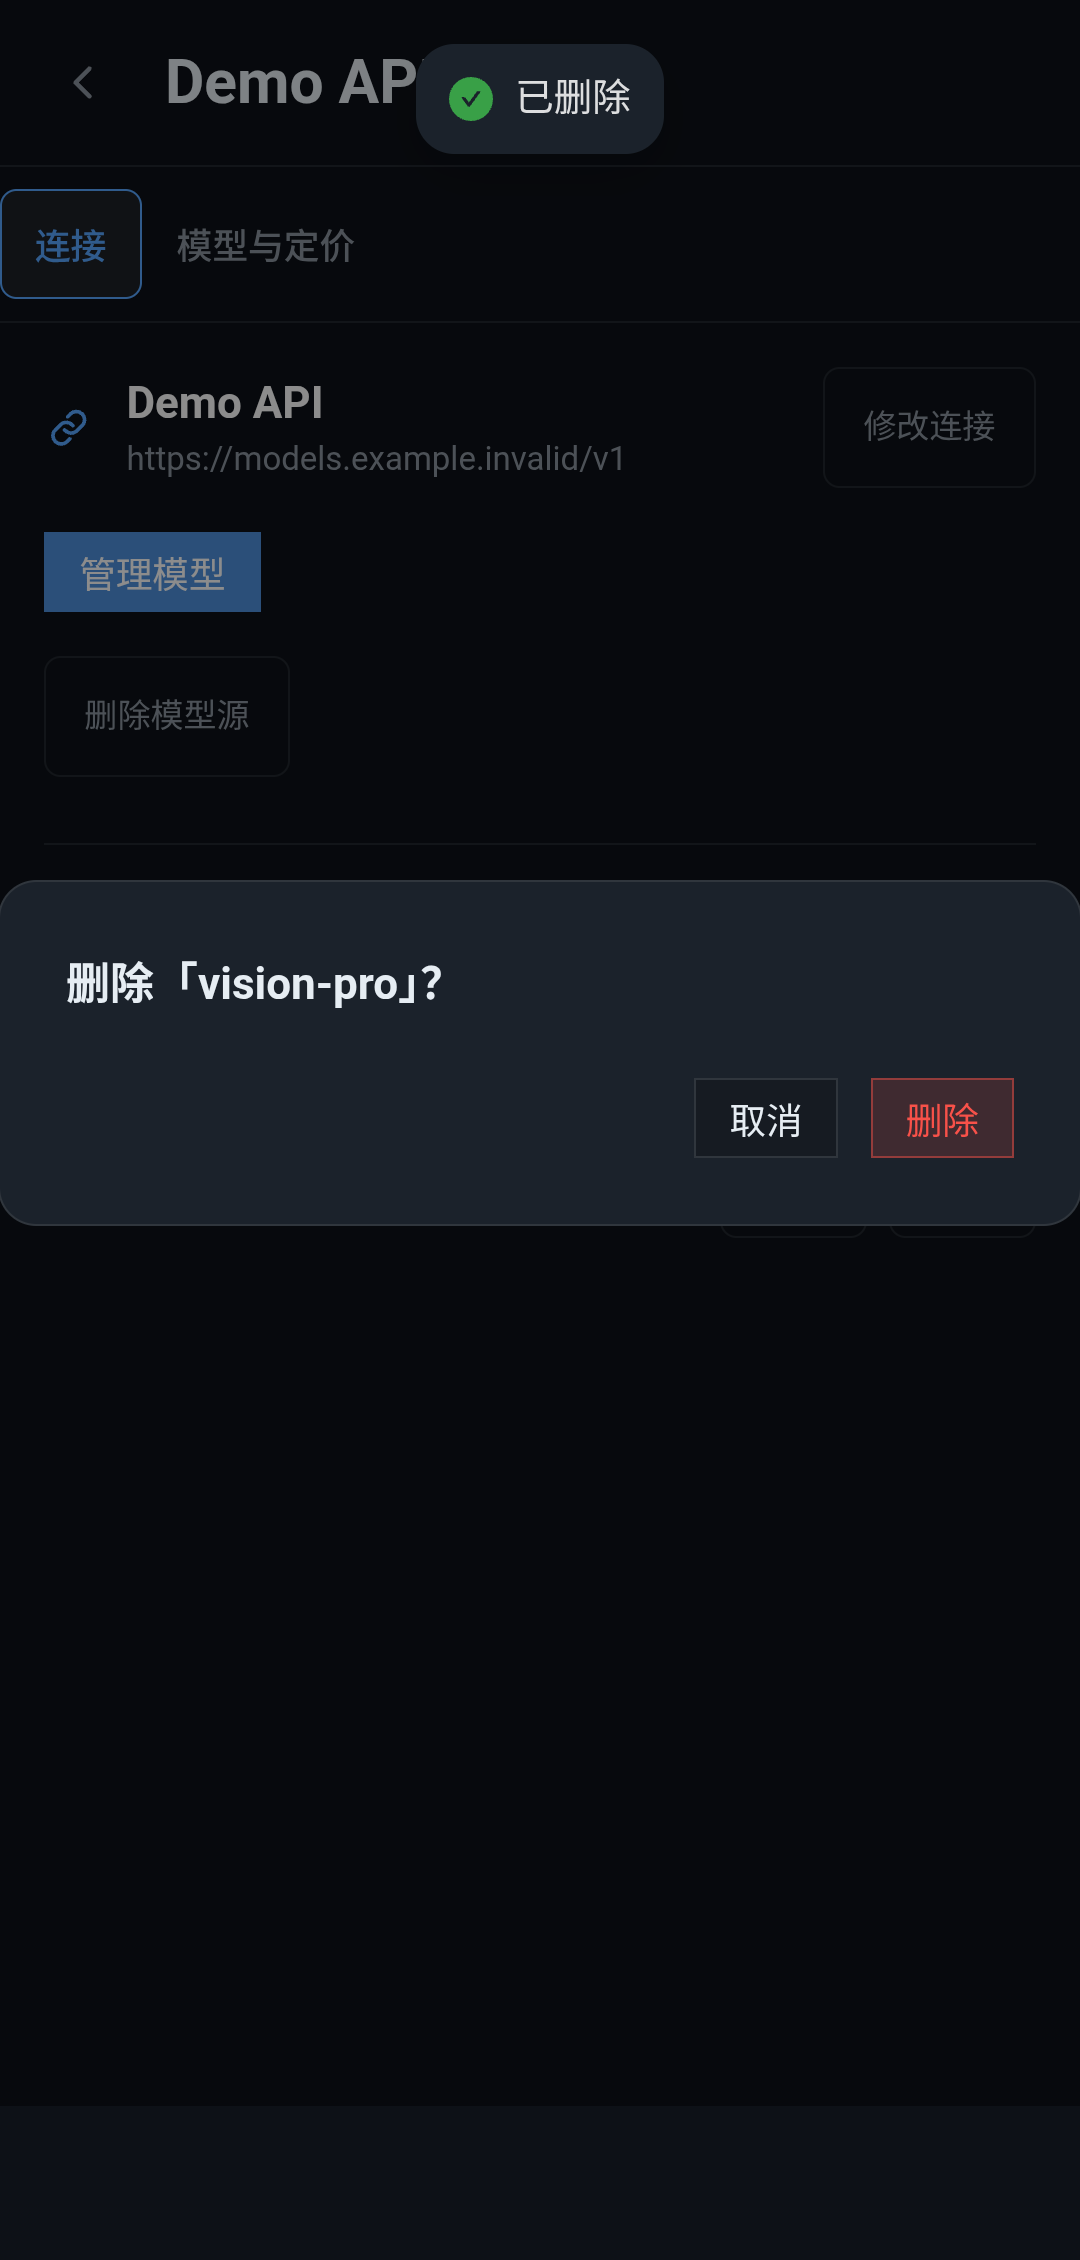 Demo AP
已删除
连接
模型与定价
Demo API
https://models.example.invalid/v1
修改连接
管理模型
删除模型源
删除「vision-pro」?
取消
删除